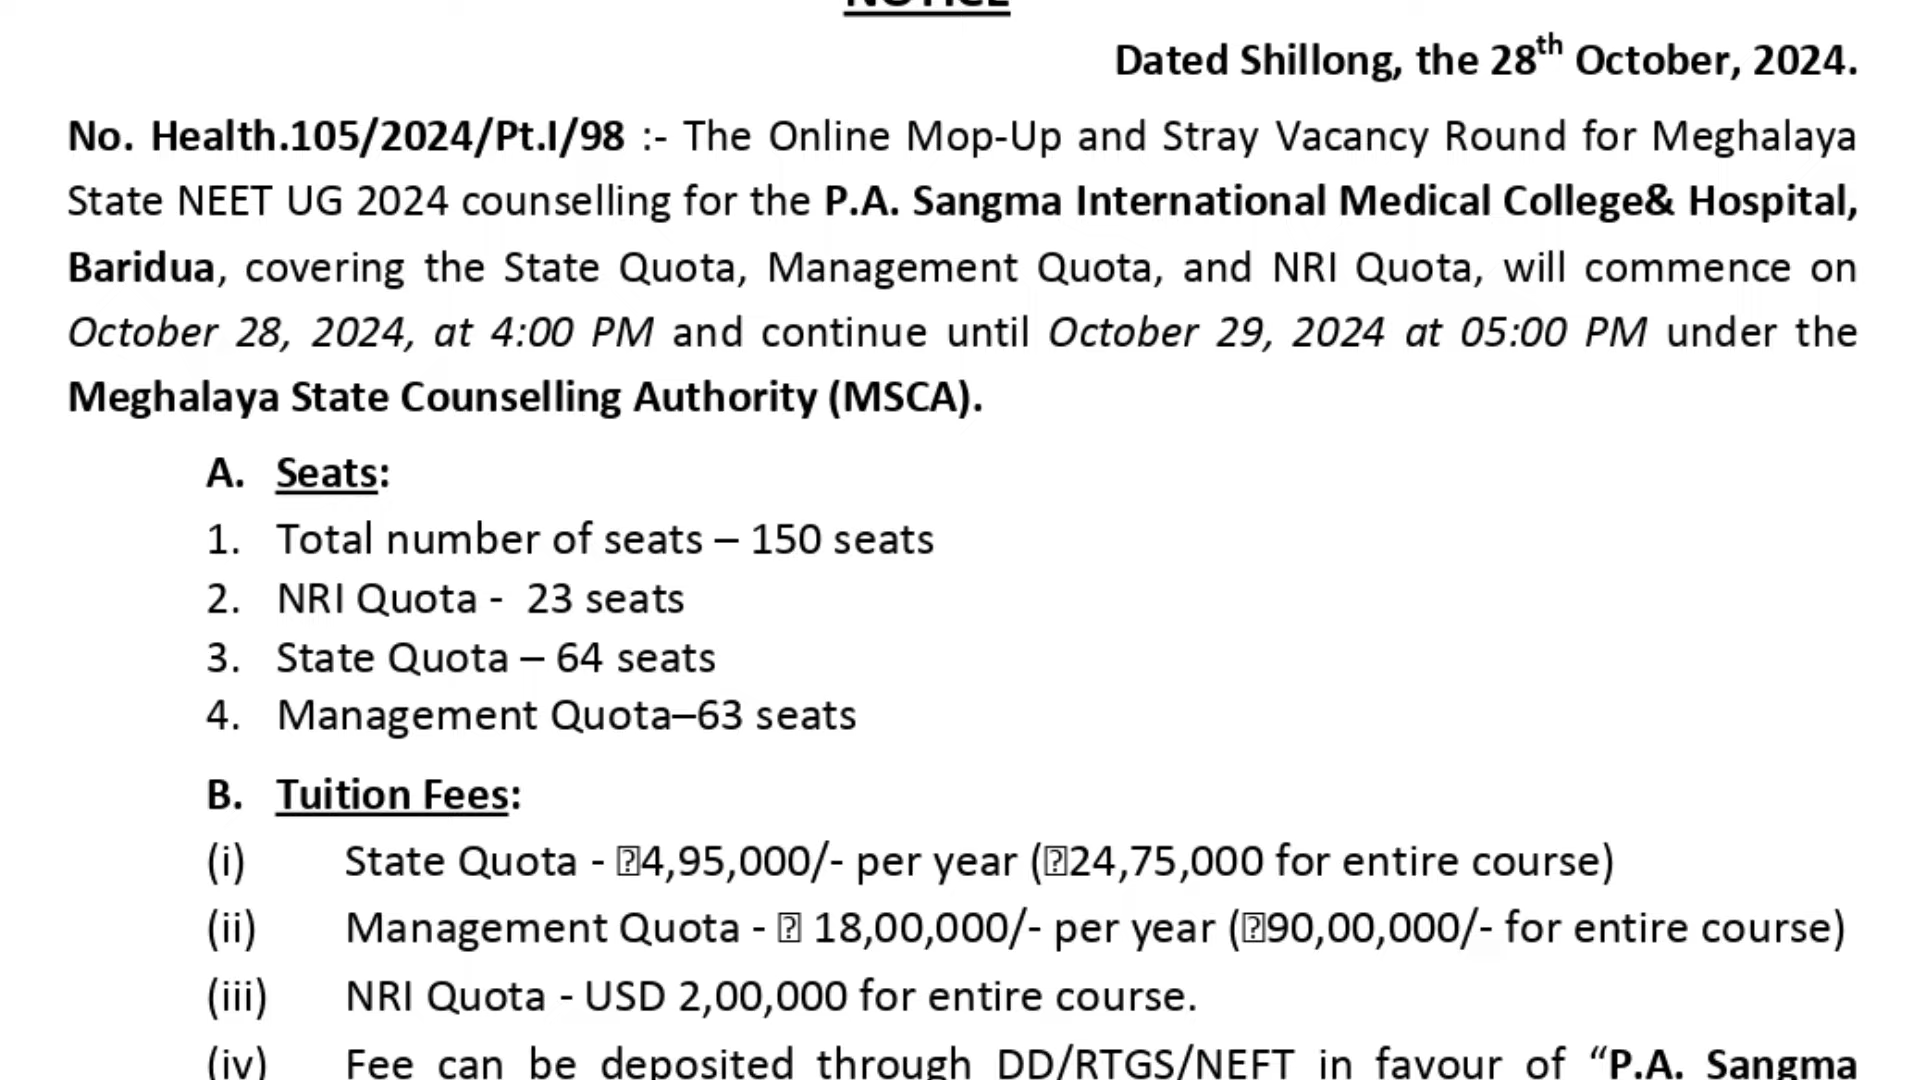 NOTICE
Dated Shillong, the 28th October, 2024.
No. Health.105/2024/Pt.I/98 :- The Online Mop-Up and Stray Vacancy Round for Meghalaya
State NEET UG 2024 counselling for the P.A. Sangma International Medical College& Hospital,
Baridua, covering the State Quota, Management Quota, and NRI Quota, will commence on
October 28, 2024, at 4:00 PM and continue until October 29, 2024 at 05:00 PM under the
Meghalaya State Counselling Authority (MSCA).
A. Seats:
1. Total number of seats – 150 seats
2. NRI Quota - 23 seats
3. State Quota – 64 seats
4. Management Quota–63 seats
B. Tuition Fees:
(i) State Quota - 4,95,000/- per year (24,75,000 for entire course)
(ii) Management Quota - 18,00,000/- per year (90,00,000/- for entire course)
(iii) NRI Quota - USD 2,00,000 for entire course.
(iv) Fee can be deposited through DD/RTGS/NEFT in favour of “P.A. Sangma